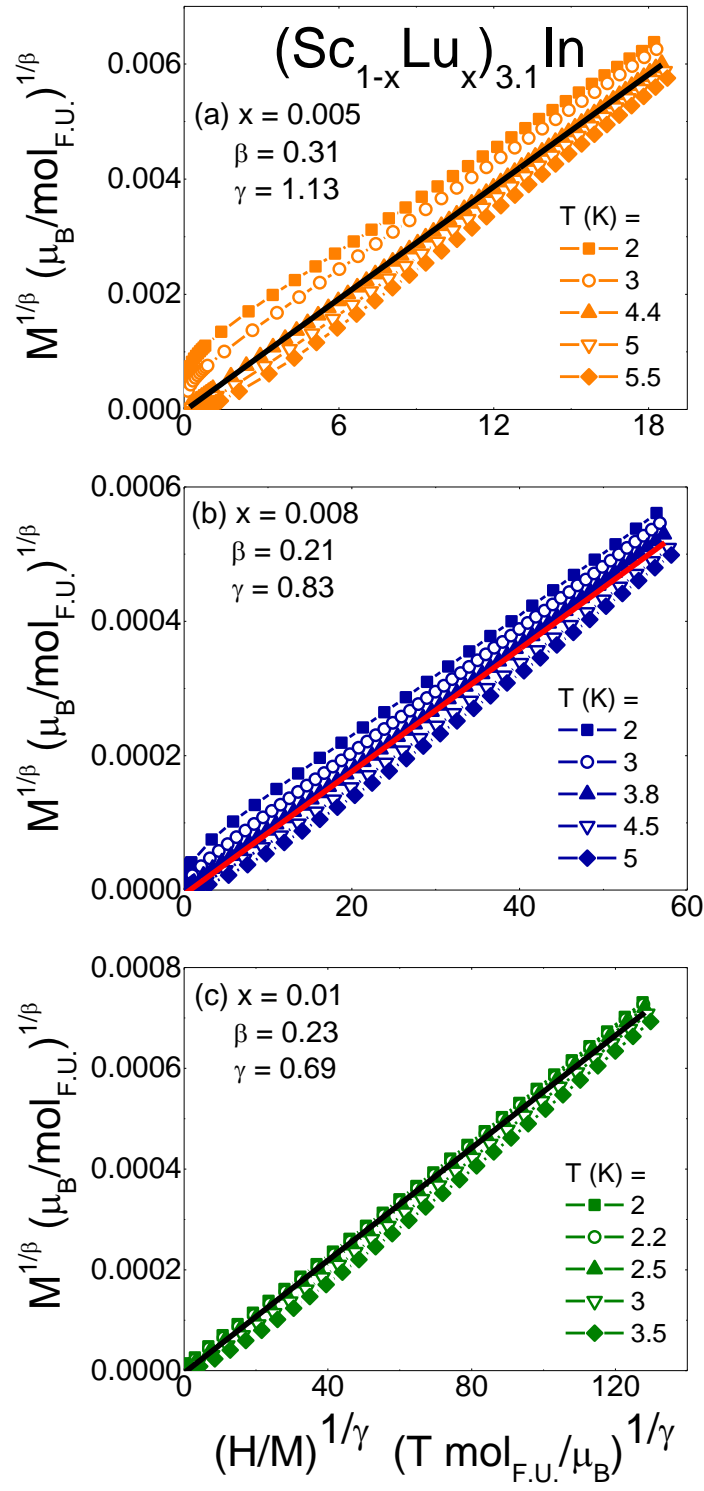 (Sc1-xLux)3.1In
(a) x = 0.005
β = 0.31
γ = 1.13
M^1/β (μB/molF.U.)^1/β
0.006
0.004
0.002
0.000
T (K) =
2
3
4.4
5
5.5
0 6 12 18
(b) x = 0.008
β = 0.21
γ = 0.83
M^1/β (μB/molF.U.)^1/β
0.0006
0.0004
0.0002
0.0000
T (K) =
2
3
3.8
4.5
5
0 20 40 60
(c) x = 0.01
β = 0.23
γ = 0.69
M^1/β (μB/molF.U.)^1/β
0.0008
0.0006
0.0004
0.0002
0.0000
T (K) =
2
2.2
2.5
3
3.5
0 40 80 120
(H/M)^1/γ (T molF.U./μB)^1/γ